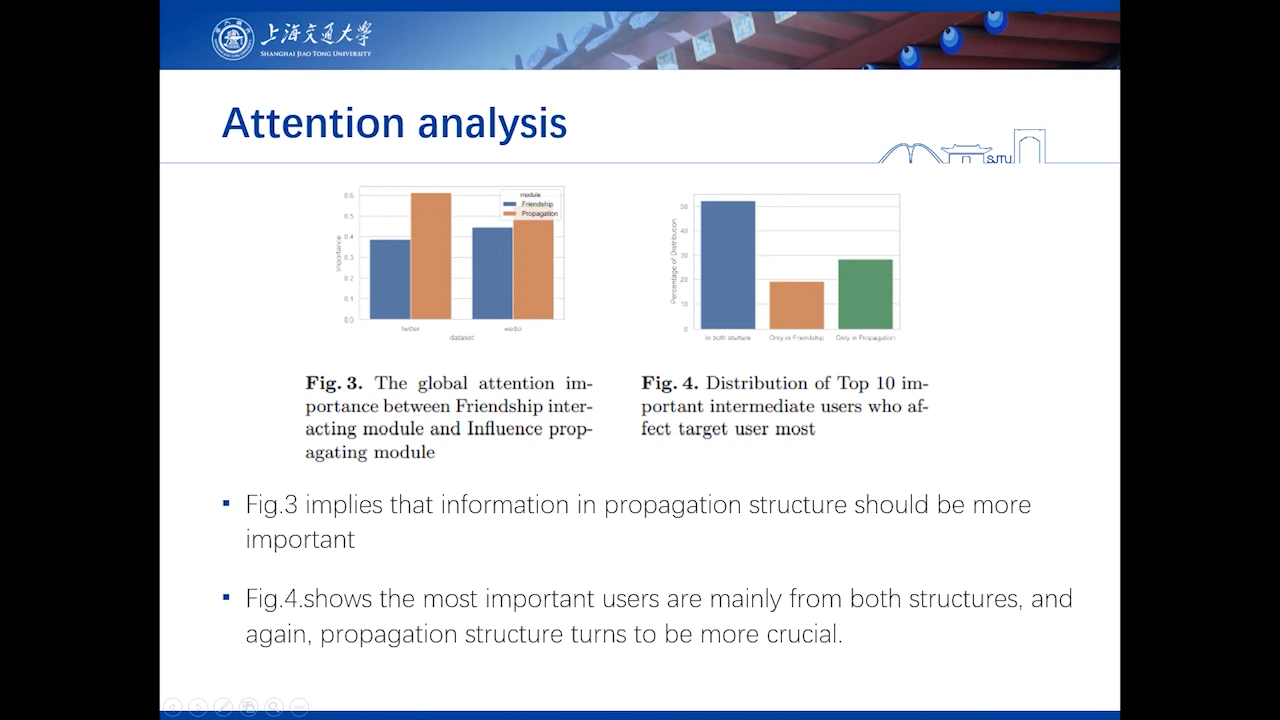 上海交通大学
SHANGHAI JIAO TONG UNIVERSITY
Attention analysis
SJTU
module
Friendship
Propagation
Importance
0.6
0.5
0.4
0.3
0.2
0.1
0.0
twitter
weibo
dataset
Percentage of Distribution
50
40
30
20
10
0
In both sturture
Only in Friendship
Only in Propagation
Fig. 3. The global attention im-
portance between Friendship inter-
acting module and Influence prop-
agating module
Fig. 4. Distribution of Top 10 im-
portant intermediate users who af-
fect target user most
Fig.3 implies that information in propagation structure should be more
important
Fig.4.shows the most important users are mainly from both structures, and
again, propagation structure turns to be more crucial.